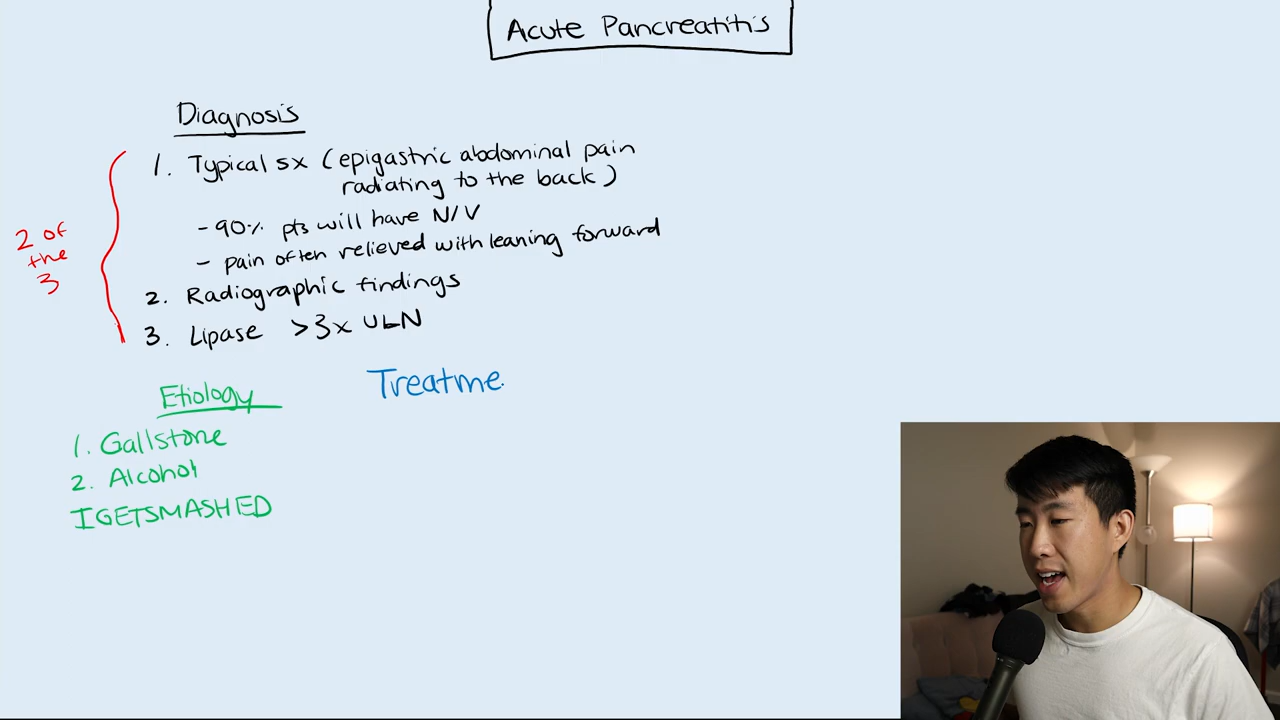 Acute Pancreatitis
Diagnosis
1. Typical sx (epigastric abdominal pain
radiating to the back)
- 90% pts will have N/V
- pain often relieved with leaning forward
2. Radiographic findings
3. Lipase >3x ULN
2 of
the
3
Etiology
1. Gallstone
2. Alcohol
IGETSMASHED
Treatme